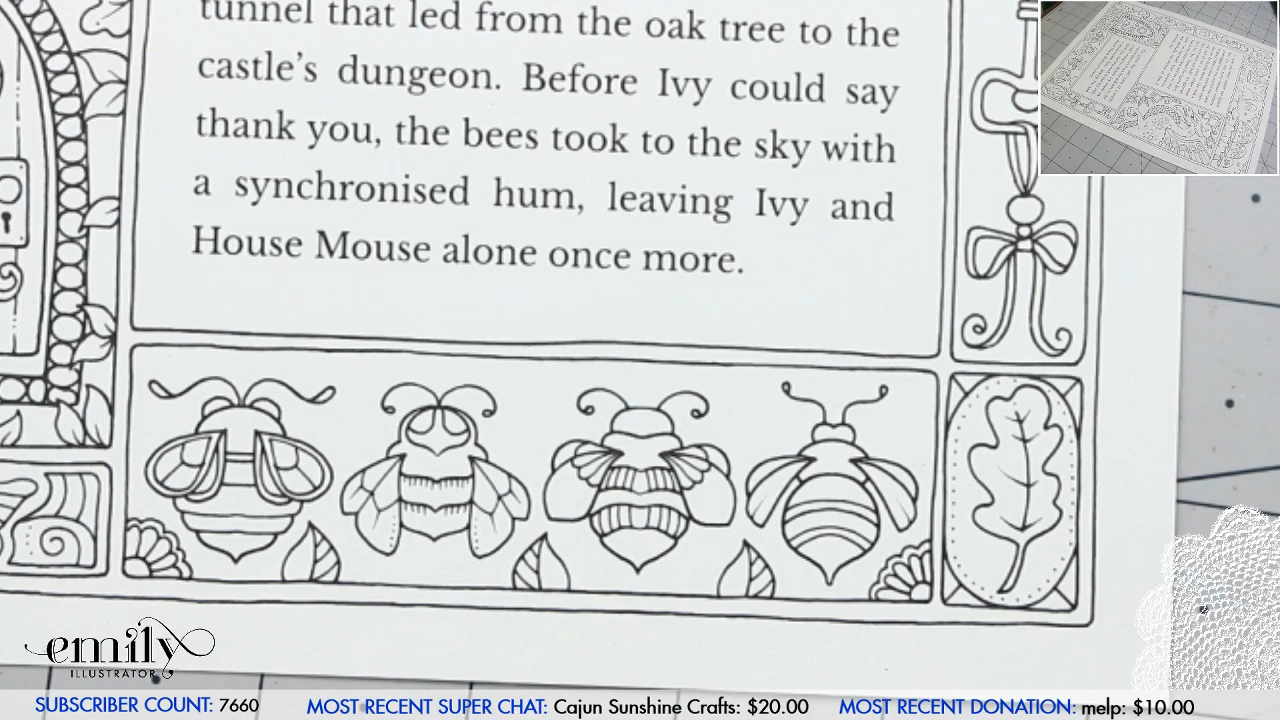 tunnel that led from the oak tree to the
castle's dungeon. Before Ivy could say
thank you, the bees took to the sky with
a synchronised hum, leaving Ivy and
House Mouse alone once more.
emily
ILLUSTRATOR
SUBSCRIBER COUNT: 7660
MOST RECENT SUPER CHAT: Cajun Sunshine Crafts: $20.00
MOST RECENT DONATION: melp: $10.00